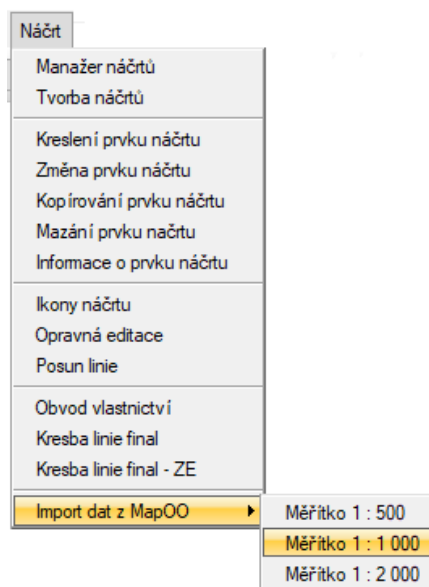 Náčrt
Manažer náčrtů
Tvorba náčrtů
Kreslení prvku náčrtu
Změna prvku náčrtu
Kopírování prvku náčrtu
Mazání prvku načrtu
Informace o prvku náčrtu
Ikony náčrtu
Opravná editace
Posun linie
Obvod vlastnictví
Kresba linie final
Kresba linie final - ZE
Import dat z MapOO
Měřítko 1 : 500
Měřítko 1 : 1 000
Měřítko 1 : 2 000